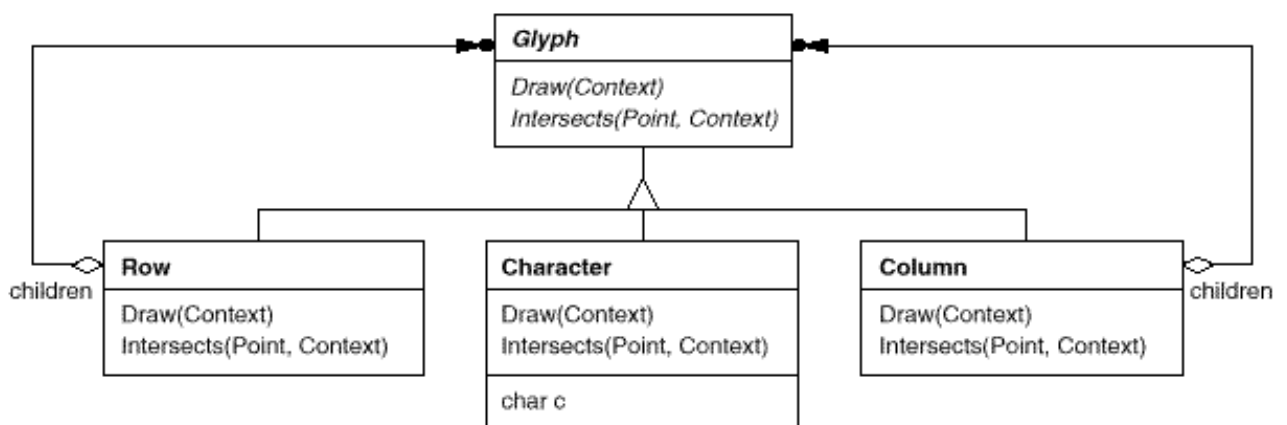 Glyph
Draw(Context)
Intersects(Point, Context)
children
Row
Draw(Context)
Intersects(Point, Context)
Character
Draw(Context)
Intersects(Point, Context)
char c
Column
Draw(Context)
Intersects(Point, Context)
children